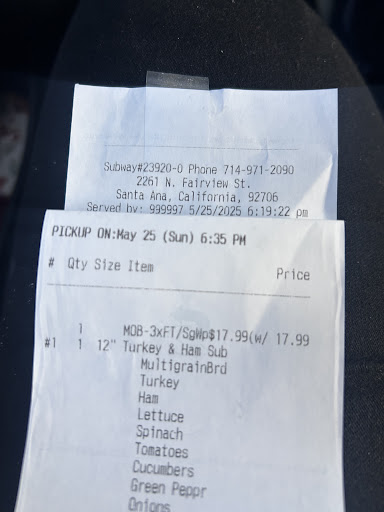 Subway#23920-0 Phone 714-971-2090
2261 N. Fairview St.
Santa Ana, California, 92706
Served by: 999997 5/25/2025 6:19:22 pm
PICKUP ON:May 25 (Sun) 6:35 PM
# Qty Size Item Price
1 MOB-3xFT/SgWp$17.99(w/ 17.99
#1 1 12" Turkey & Ham Sub
MultigrainBrd
Turkey
Ham
Lettuce
Spinach
Tomatoes
Cucumbers
Green Peppr
Onions